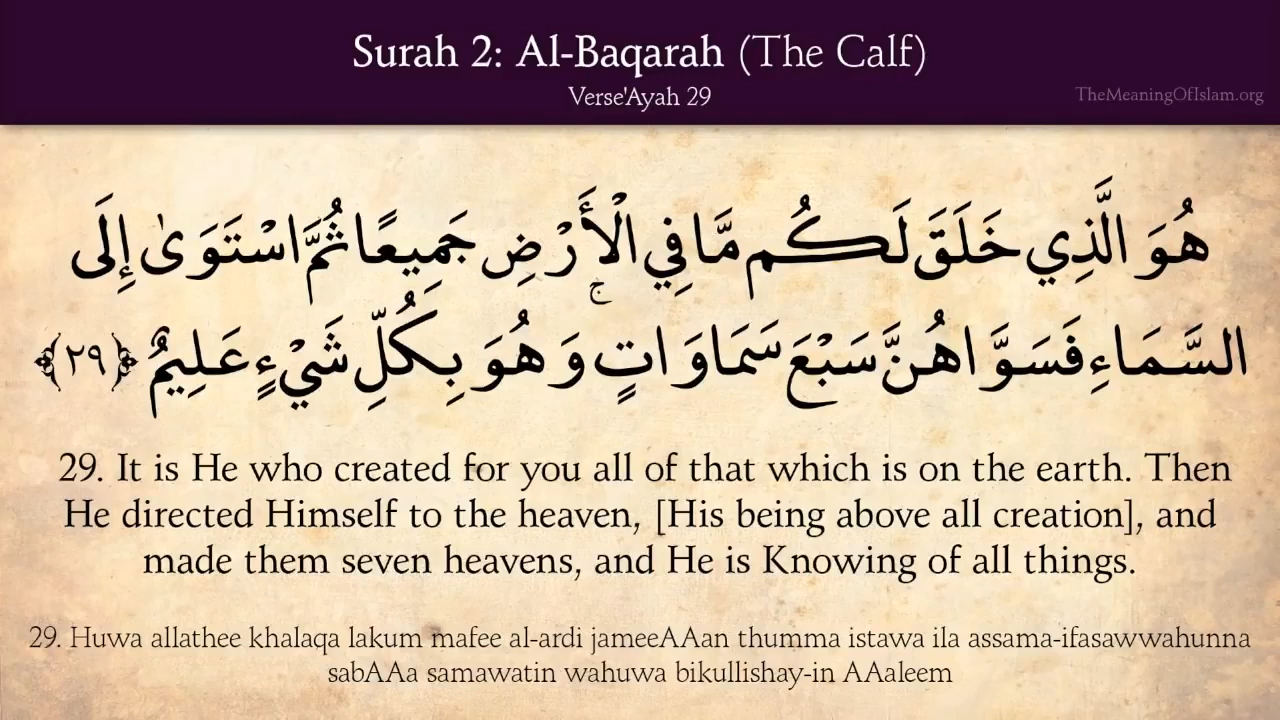 Surah 2: Al-Baqarah (The Calf)
Verse'Ayah 29
TheMeaningOfIslam.org
هُوَ الَّذِي خَلَقَ لَكُم مَّا فِي الْأَرْضِ جَمِيعًا ثُمَّ اسْتَوَىٰ إِلَى
السَّمَاءِ فَسَوَّاهُنَّ سَبْعَ سَمَاوَاتٍ ۚ وَهُوَ بِكُلِّ شَيْءٍ عَلِيمٌ ﴿٢٩﴾
29. It is He who created for you all of that which is on the earth. Then
He directed Himself to the heaven, [His being above all creation], and
made them seven heavens, and He is Knowing of all things.
29. Huwa allathee khalaqa lakum mafee al-ardi jameeAAan thumma istawa ila assama-ifasawwahunna
sabAAa samawatin wahuwa bikullishay-in AAaleem